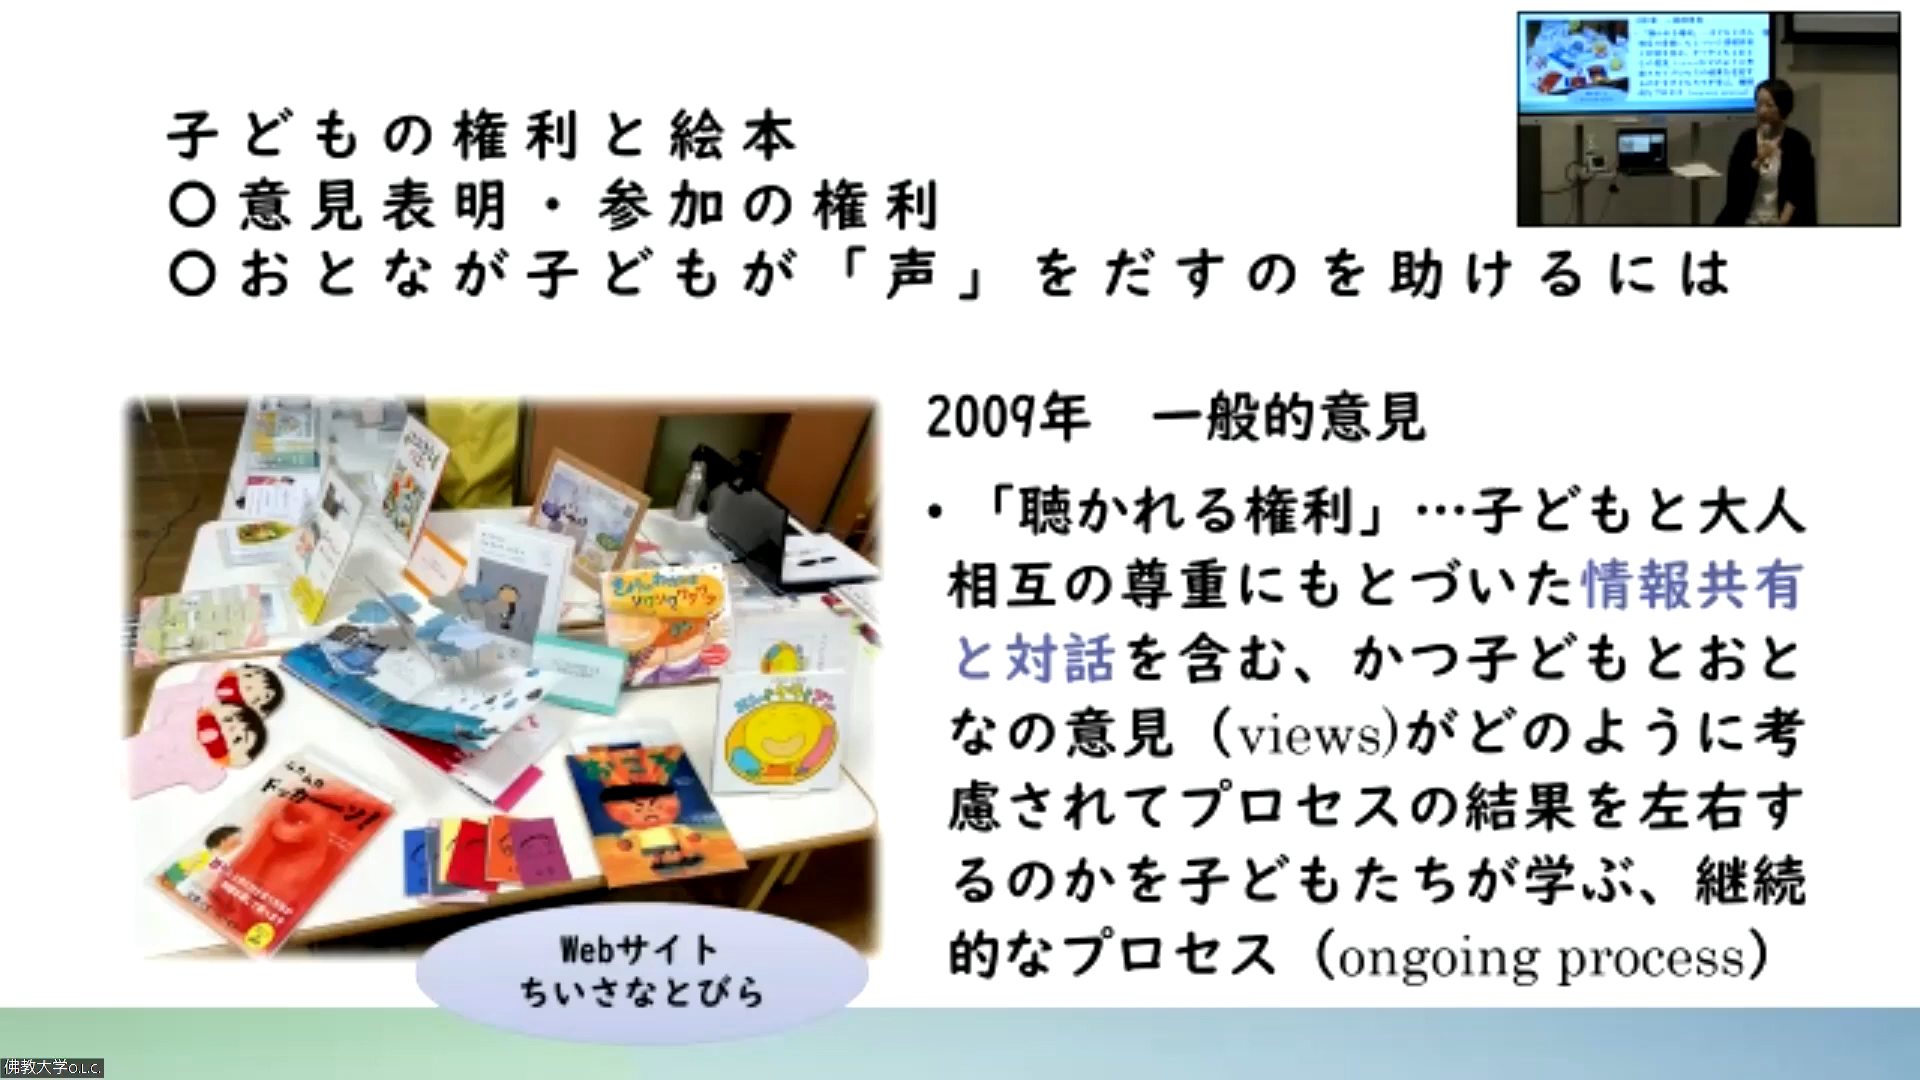 子どもの権利と絵本
〇意見表明・参加の権利
〇おとなが子どもが「声」をだすのを助けるには
2009年　一般的意見
・「聴かれる権利」…子どもと大人
相互の尊重にもとづいた情報共有
と対話を含む、かつ子どもとおと
なの意見（views)がどのように考
慮されてプロセスの結果を左右す
るのかを子どもたちが学ぶ、継続
的なプロセス（ongoing process）
ドッカーン!
おこる
Webサイト
ちいさなとびら
佛教大学O.L.C.